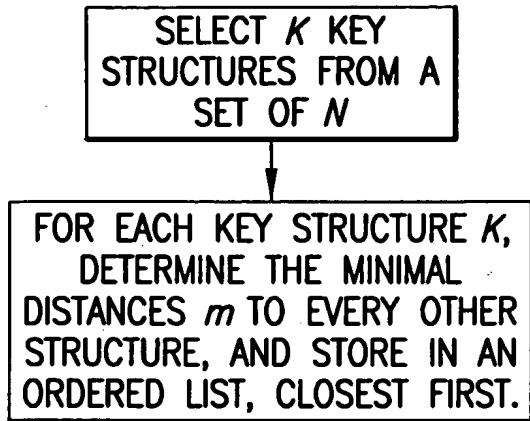 SELECT K KEY
STRUCTURES FROM A
SET OF N
FOR EACH KEY STRUCTURE K,
DETERMINE THE MINIMAL
DISTANCES m TO EVERY OTHER
STRUCTURE, AND STORE IN AN
ORDERED LIST, CLOSEST FIRST.